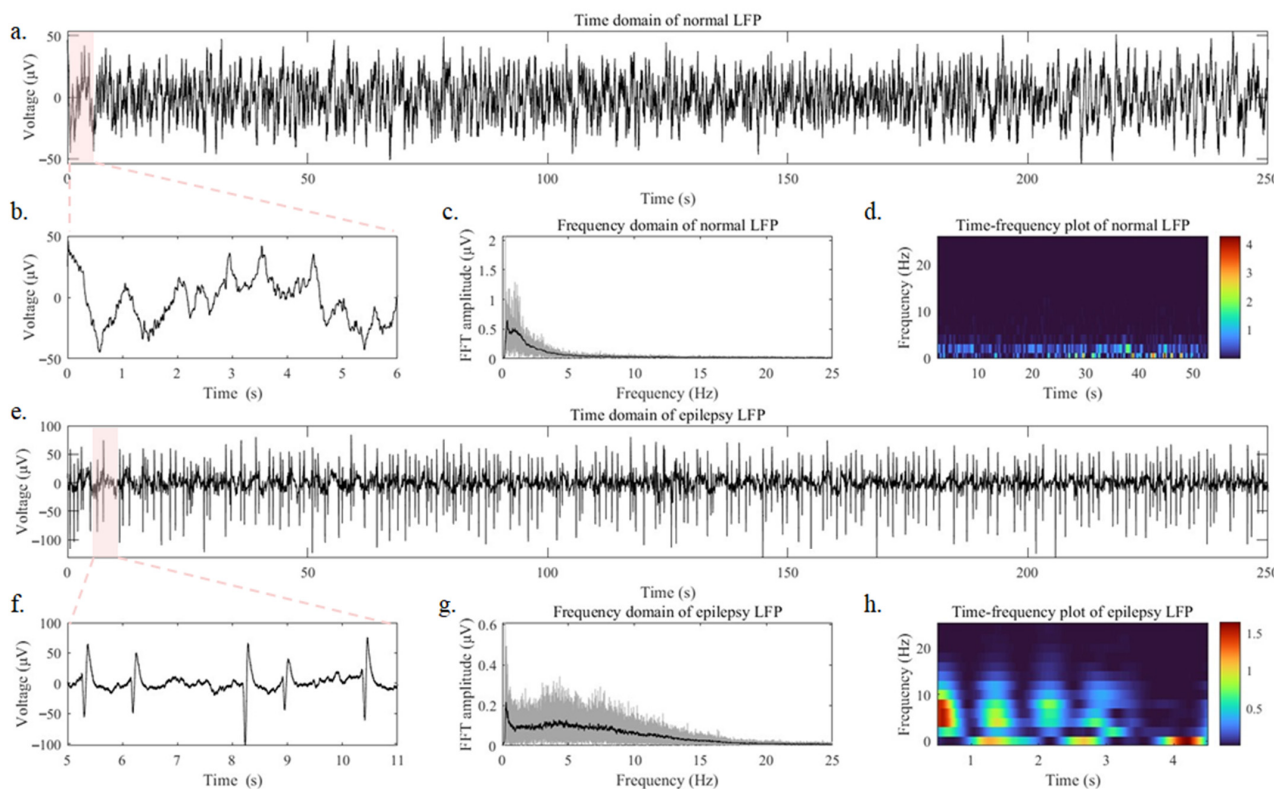 a.
Time domain of normal LFP
Voltage (µV)
50
0
−50
0 50 100 150 200 250
Time (s)
b.
Voltage (µV)
50
0
−50
0 1 2 3 4 5 6
Time (s)
c.
Frequency domain of normal LFP
FFT amplitude (µV)
2
1.5
1
0.5
0
0 5 10 15 20 25
Frequency (Hz)
d.
Time-frequency plot of normal LFP
Frequency (Hz)
20
10
0
10 20 30 40 50
Time (s)
4
3
2
1
e.
Time domain of epilepsy LFP
Voltage (µV)
100
50
0
−50
−100
0 50 100 150 200 250
Time (s)
f.
Voltage (µV)
100
50
0
−50
−100
5 6 7 8 9 10 11
Time (s)
g.
Frequency domain of epilepsy LFP
FFT amplitude (µV)
0.6
0.4
0.2
0
0 5 10 15 20 25
Frequency (Hz)
h.
Time-frequency plot of epilepsy LFP
Frequency (Hz)
20
10
0
1 2 3 4
Time (s)
1.5
1
0.5